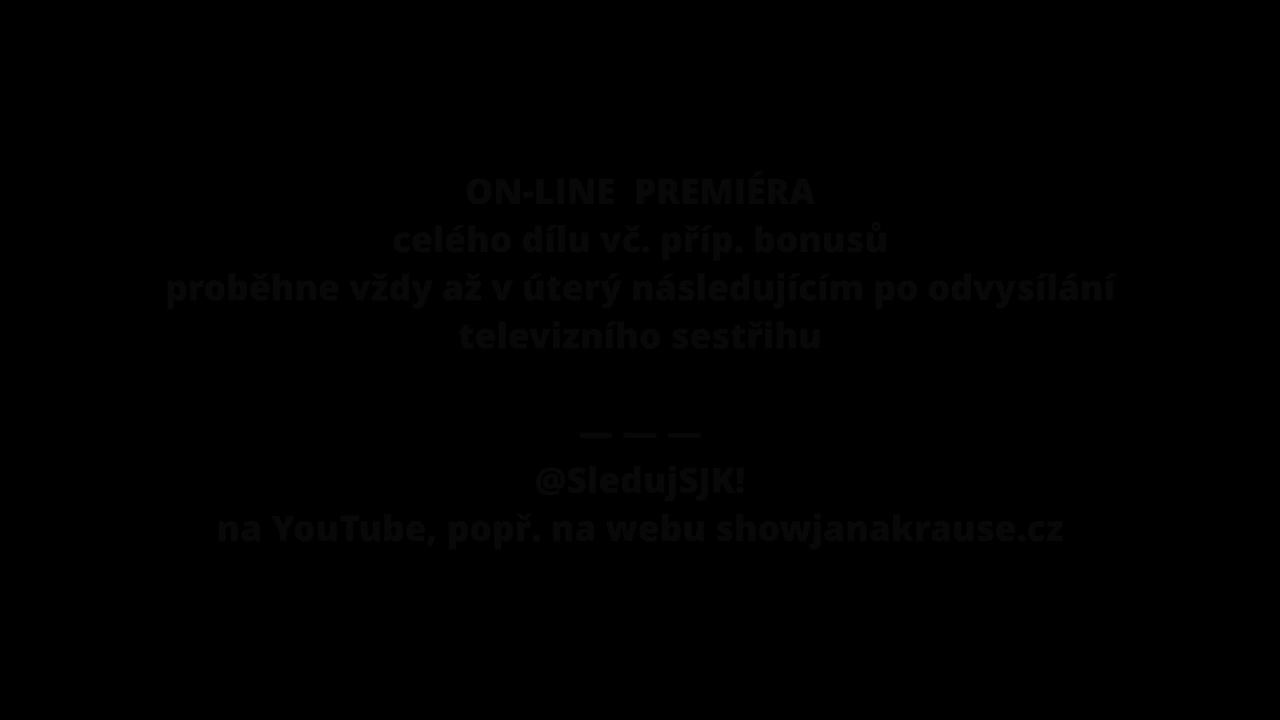 ON-LINE PREMIÉRA
celého dílu vč. příp. bonusů
proběhne vždy až v úterý následujícím po odvysílání
televizního sestřihu
— — —
@SledujSJK!
na YouTube, popř. na webu showjanakrause.cz